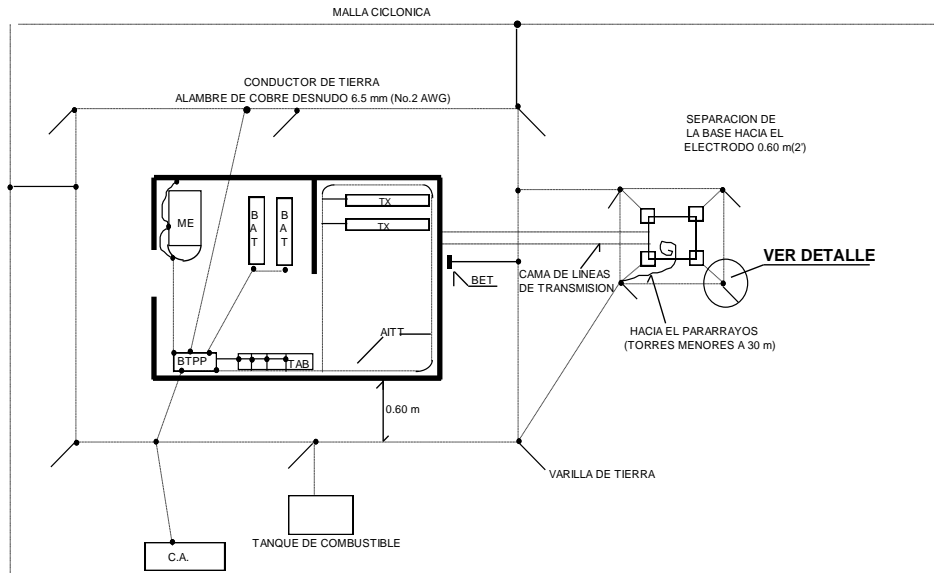 MALLA CICLONICA
CONDUCTOR DE TIERRA
ALAMBRE DE COBRE DESNUDO 6.5 mm (No.2 AWG)
SEPARACION DE
LA BASE HACIA EL
ELECTRODO 0.60 m(2')
ME
BAT
BAT
TX
TX
VER DETALLE
CAMA DE LINEAS
DE TRANSMISION
BET
HACIA EL PARARRAYOS
(TORRES MENORES A 30 m)
AITT
BTPP
TAB
0.60 m
VARILLA DE TIERRA
TANQUE DE COMBUSTIBLE
C.A.